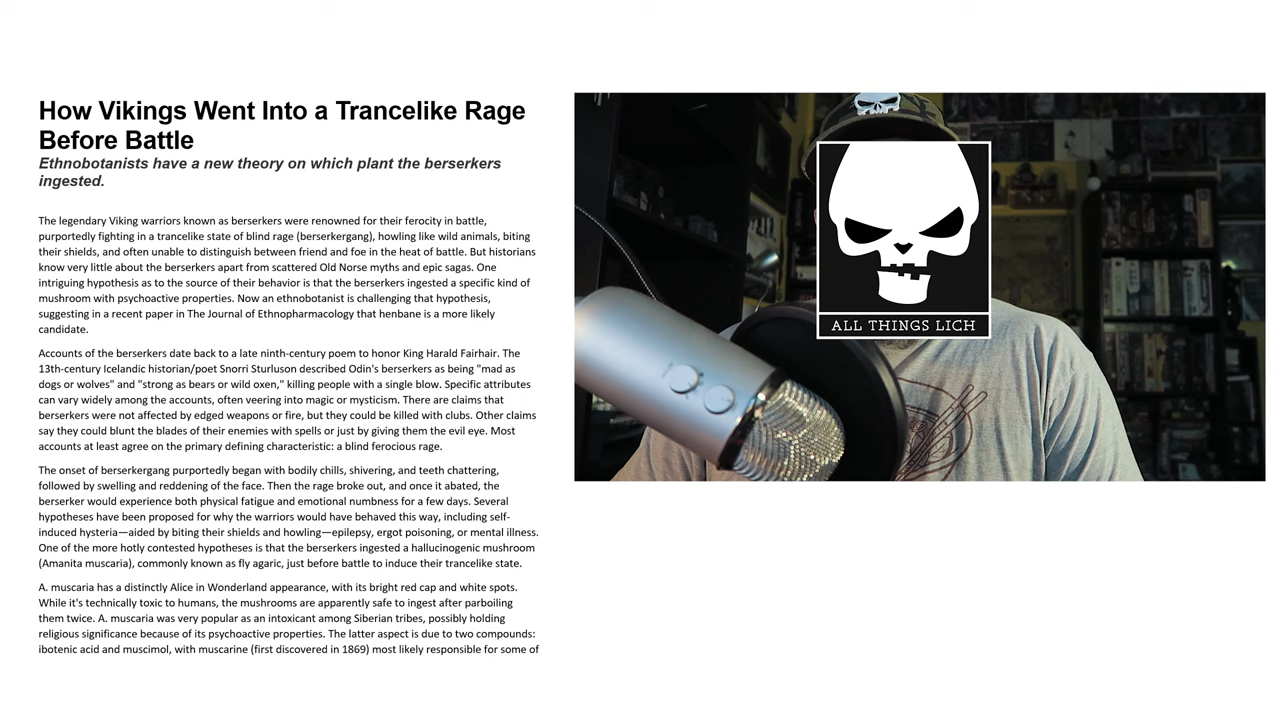 How Vikings Went Into a Trancelike Rage
Before Battle
Ethnobotanists have a new theory on which plant the berserkers
ingested.
The legendary Viking warriors known as berserkers were renowned for their ferocity in battle,
purportedly fighting in a trancelike state of blind rage (berserkergang), howling like wild animals, biting
their shields, and often unable to distinguish between friend and foe in the heat of battle. But historians
know very little about the berserkers apart from scattered Old Norse myths and epic sagas. One
intriguing hypothesis as to the source of their behavior is that the berserkers ingested a specific kind of
mushroom with psychoactive properties. Now an ethnobotanist is challenging that hypothesis,
suggesting in a recent paper in The Journal of Ethnopharmacology that henbane is a more likely
candidate.
Accounts of the berserkers date back to a late ninth-century poem to honor King Harald Fairhair. The
13th-century Icelandic historian/poet Snorri Sturluson described Odin's berserkers as being "mad as
dogs or wolves" and "strong as bears or wild oxen," killing people with a single blow. Specific attributes
can vary widely among the accounts, often veering into magic or mysticism. There are claims that
berserkers were not affected by edged weapons or fire, but they could be killed with clubs. Other claims
say they could blunt the blades of their enemies with spells or just by giving them the evil eye. Most
accounts at least agree on the primary defining characteristic: a blind ferocious rage.
The onset of berserkergang purportedly began with bodily chills, shivering, and teeth chattering,
followed by swelling and reddening of the face. Then the rage broke out, and once it abated, the
berserker would experience both physical fatigue and emotional numbness for a few days. Several
hypotheses have been proposed for why the warriors would have behaved this way, including self-
induced hysteria—aided by biting their shields and howling—epilepsy, ergot poisoning, or mental illness.
One of the more hotly contested hypotheses is that the berserkers ingested a hallucinogenic mushroom
(Amanita muscaria), commonly known as fly agaric, just before battle to induce their trancelike state.
A. muscaria has a distinctly Alice in Wonderland appearance, with its bright red cap and white spots.
While it's technically toxic to humans, the mushrooms are apparently safe to ingest after parboiling
them twice. A. muscaria was very popular as an intoxicant among Siberian tribes, possibly holding
religious significance because of its psychoactive properties. The latter aspect is due to two compounds:
ibotenic acid and muscimol, with muscarine (first discovered in 1869) most likely responsible for some of
ALL THINGS LICH